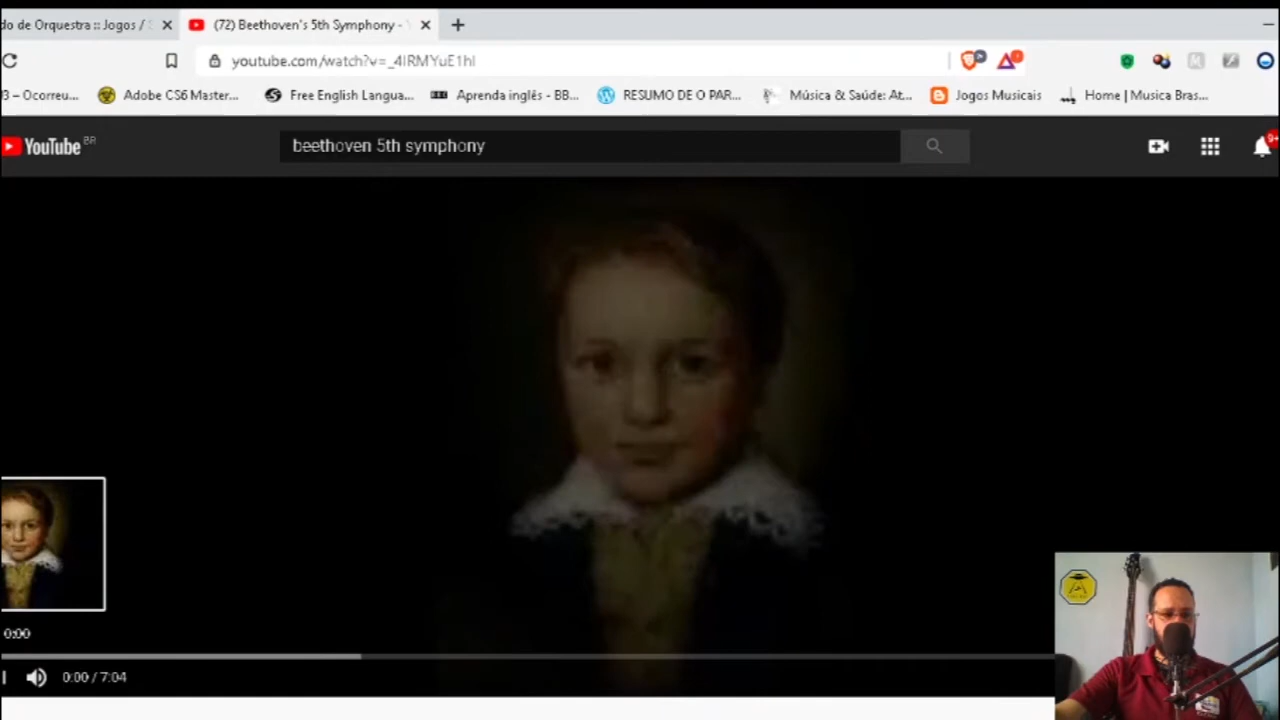 do de Orquestra :: Jogos /
(72) Beethoven's 5th Symphony -
youtube.com/watch?v=_4IRMYuE1hI
3 – Ocorreu...
Adobe CS6 Master...
Free English Langua...
Aprenda inglês - BB...
RESUMO DE O PAR...
Música & Saúde: At...
Jogos Musicais
Home | Musica Bras...
YouTube BR
beethoven 5th symphony
9+
0:00
0:00 / 7:04